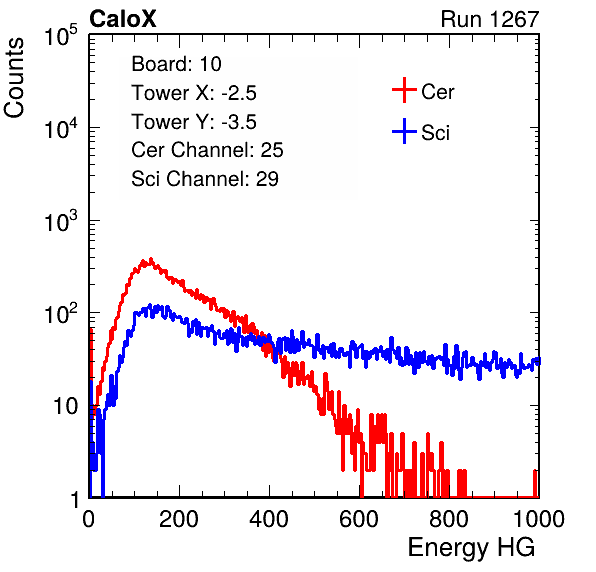 CaloX Run 1267
Counts
Board: 10
Tower X: -2.5
Tower Y: -3.5
Cer Channel: 25
Sci Channel: 29
Cer
Sci
10^5
10^4
10^3
10^2
10
1
0 200 400 600 800 1000
Energy HG